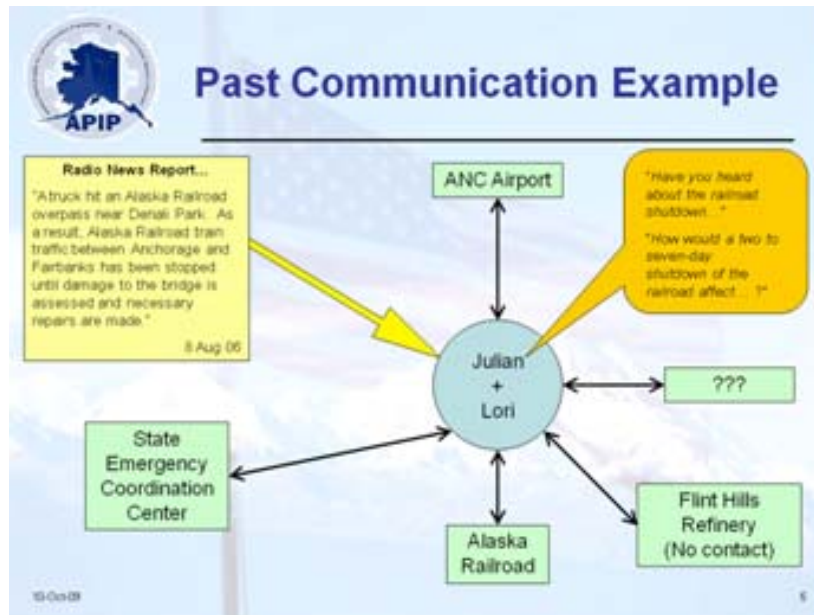 APIP
Past Communication Example
Radio News Report...
"A truck hit an Alaska Railroad
overpass near Denali Park. As
a result, Alaska Railroad train
traffic between Anchorage and
Fairbanks has been stopped
until damage to the bridge is
assessed and necessary
repairs are made."
8 Aug 06
ANC Airport
"Have you heard
about the railroad
shutdown..."
"How would a two to
seven-day
shutdown of the
railroad affect... ?"
Julian
+
Lori
???
State
Emergency
Coordination
Center
Alaska
Railroad
Flint Hills
Refinery
(No contact)